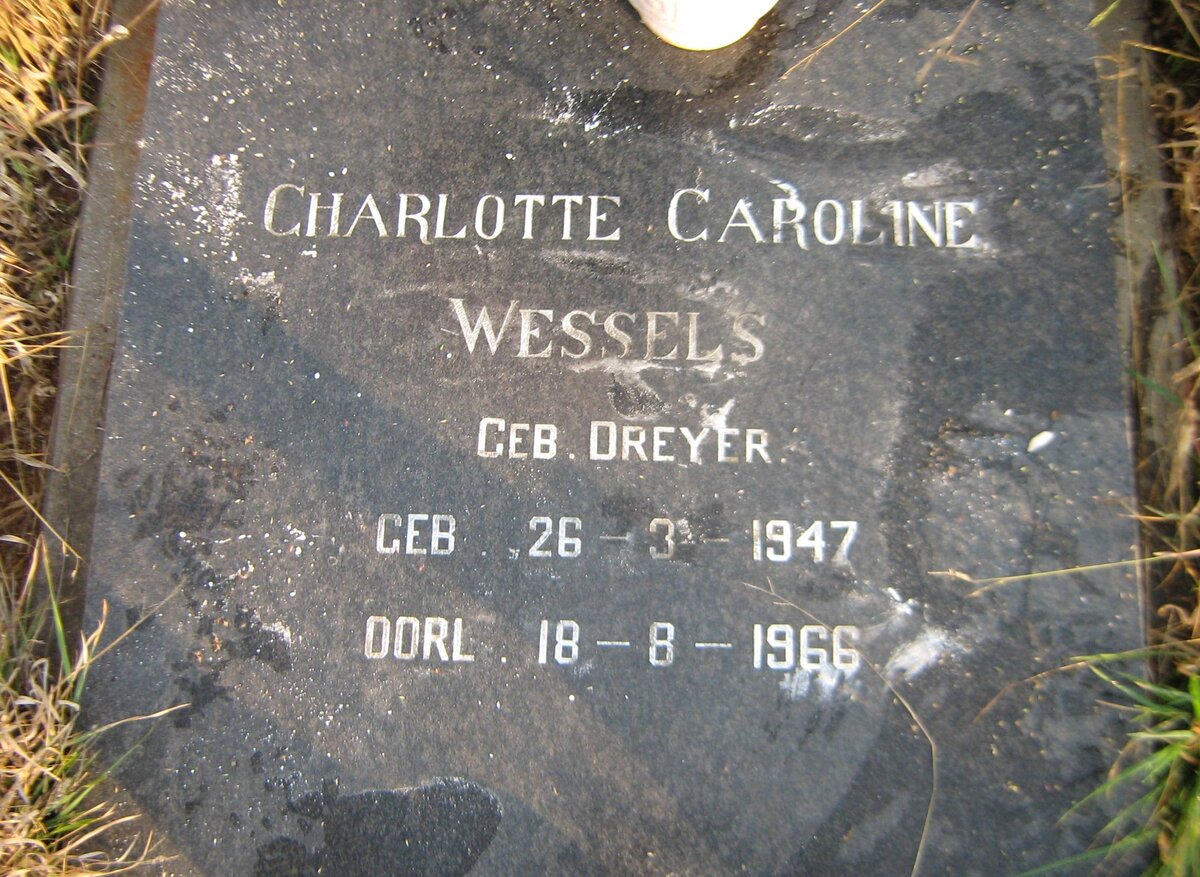 CHARLOTTE CAROLINE
WESSELS
GEB. DREYER.
GEB. 26-3-1947
OORL. 18-8-1966